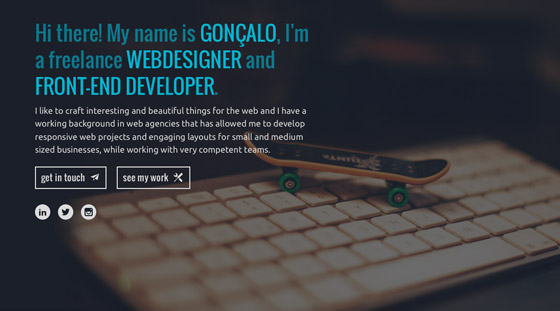 Hi there! My name is GONÇALO, I'm
a freelance WEBDESIGNER and
FRONT-END DEVELOPER.
I like to craft interesting and beautiful things for the web and I have a
working background in web agencies that has allowed me to develop
responsive web projects and engaging layouts for small and medium
sized businesses, while working with very competent teams.
get in touch
see my work
in